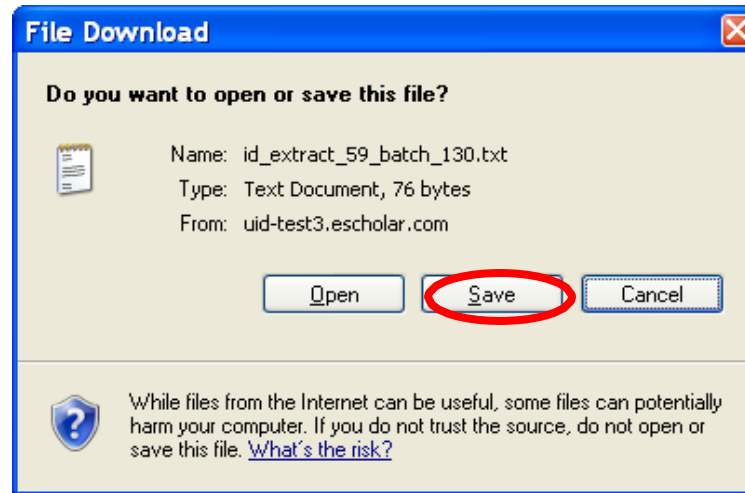 File Download
Do you want to open or save this file?
Name: id_extract_59_batch_130.txt
Type: Text Document, 76 bytes
From: uid-test3.escholar.com
Open Save Cancel
While files from the Internet can be useful, some files can potentially
harm your computer. If you do not trust the source, do not open or
save this file. What's the risk?